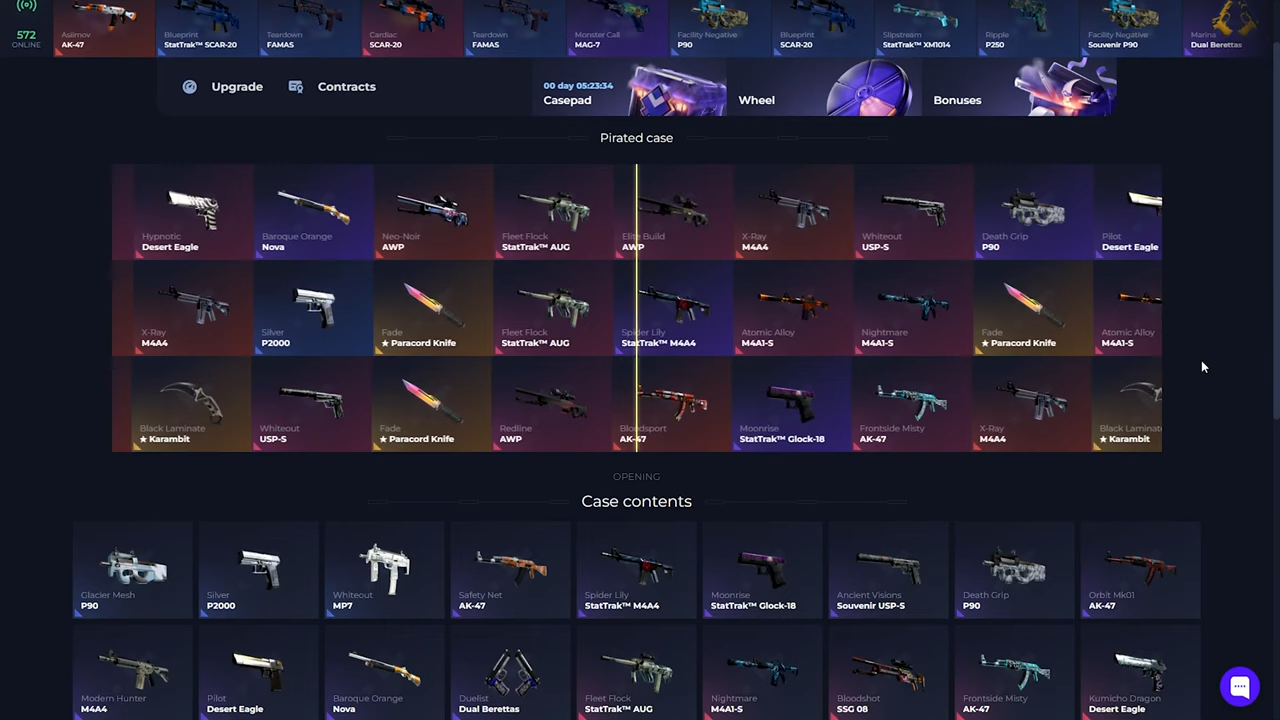 572
ONLINE
Asiimov
AK-47
Blueprint
StatTrak™ SCAR-20
Teardown
FAMAS
Cardiac
SCAR-20
Teardown
FAMAS
Monster Call
MAG-7
Facility Negative
P90
Blueprint
SCAR-20
Slipstream
StatTrak™ XM1014
Ripple
P250
Facility Negative
Souvenir P90
Marina
Dual Berettas
Upgrade
Contracts
00 day 05:23:34
Casepad
Wheel
Bonuses
Pirated case
Hypnotic
Desert Eagle
Baroque Orange
Nova
Neo-Noir
AWP
Fleet Flock
StatTrak™ AUG
Elite Build
AWP
X-Ray
M4A4
Whiteout
USP-S
Death Grip
P90
Pilot
Desert Eagle
X-Ray
M4A4
Silver
P2000
Fade
★ Paracord Knife
Fleet Flock
StatTrak™ AUG
Spider Lily
StatTrak™ M4A4
Atomic Alloy
M4A1-S
Nightmare
M4A1-S
Fade
★ Paracord Knife
Atomic Alloy
M4A1-S
Black Laminate
★ Karambit
Whiteout
USP-S
Fade
★ Paracord Knife
Redline
AWP
Bloodsport
AK-47
Moonrise
StatTrak™ Glock-18
Frontside Misty
AK-47
X-Ray
M4A4
Black Laminate
★ Karambit
OPENING
Case contents
Glacier Mesh
P90
Silver
P2000
Whiteout
MP7
Safety Net
AK-47
Spider Lily
StatTrak™ M4A4
Moonrise
StatTrak™ Glock-18
Ancient Visions
Souvenir USP-S
Death Grip
P90
Orbit Mk01
AK-47
Modern Hunter
M4A4
Pilot
Desert Eagle
Baroque Orange
Nova
Duelist
Dual Berettas
Fleet Flock
StatTrak™ AUG
Nightmare
M4A1-S
Bloodshot
SSG 08
Frontside Misty
AK-47
Kumicho Dragon
Desert Eagle